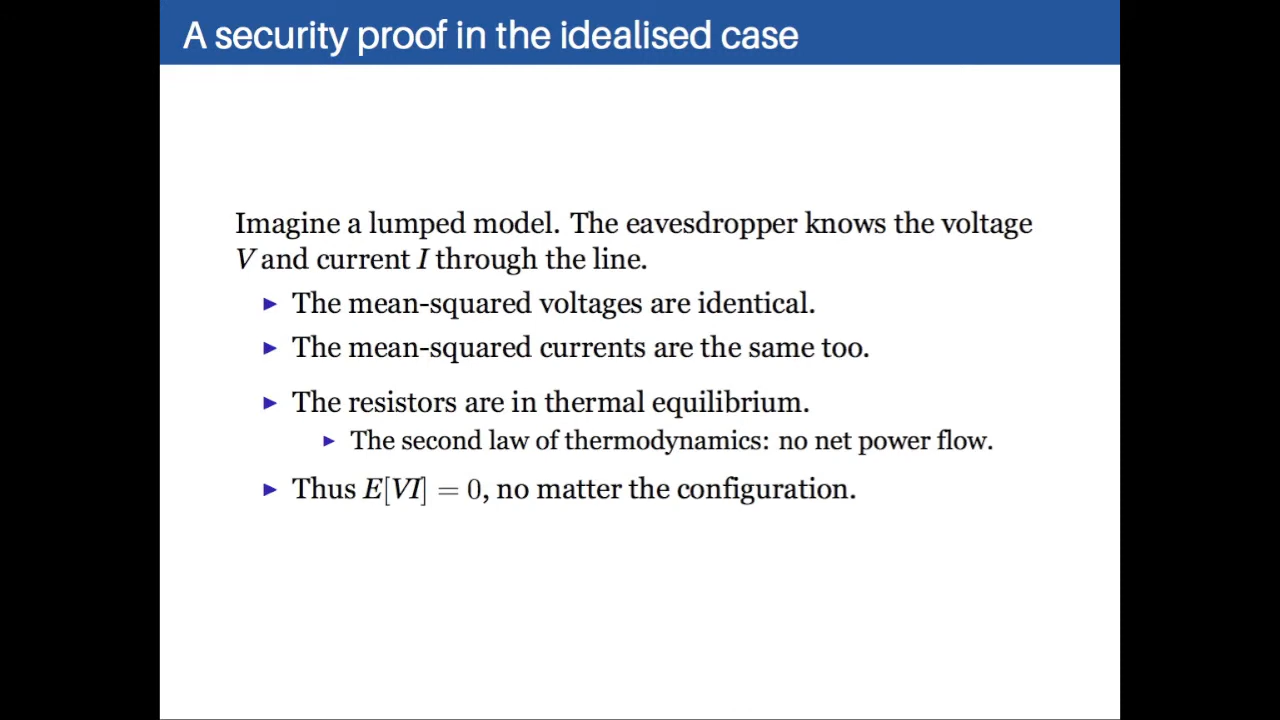 A security proof in the idealised case
Imagine a lumped model. The eavesdropper knows the voltage
V and current I through the line.
▶ The mean-squared voltages are identical.
▶ The mean-squared currents are the same too.
▶ The resistors are in thermal equilibrium.
▶ The second law of thermodynamics: no net power flow.
▶ Thus E[VI] = 0, no matter the configuration.